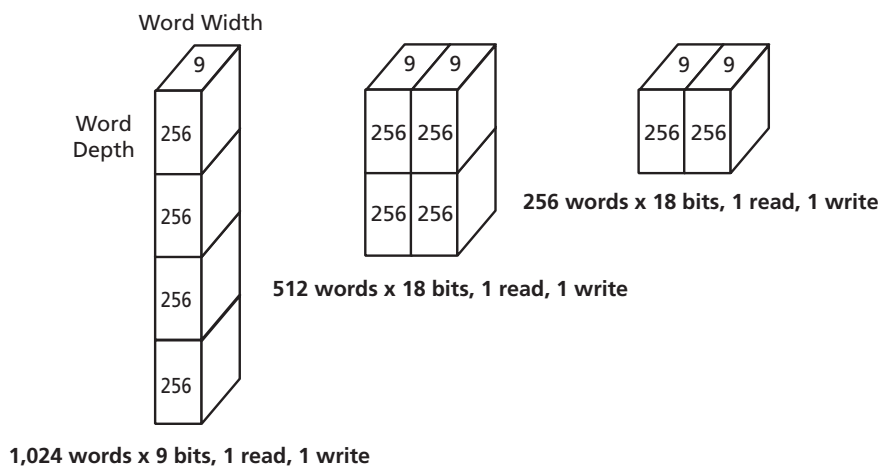 Word Width
9
Word
Depth
256
256
256
256
1,024 words x 9 bits, 1 read, 1 write
9 9
256 256
256 256
512 words x 18 bits, 1 read, 1 write
9 9
256 256
256 words x 18 bits, 1 read, 1 write